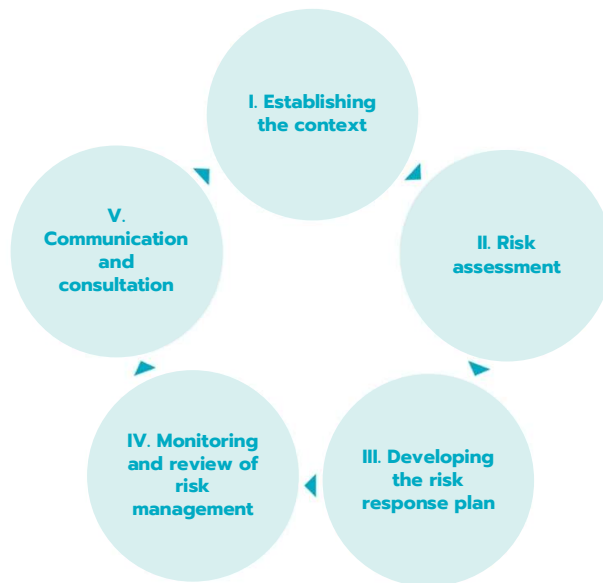 I. Establishing
the context
II. Risk
assessment
III. Developing
the risk
response plan
IV. Monitoring
and review of
risk
management
V.
Communication
and
consultation